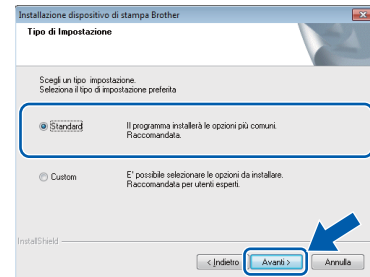 Installazione dispositivo di stampa Brother
Tipo di Impostazione
Scegli un tipo impostazione.
Seleziona il tipo di impostazione preferita
Standard
Il programma installerà le opzioni più comuni.
Raccomandata.
Custom
E' possibile selezionare le opzioni da installare.
Raccomandata per utenti esperti.
InstallShield
< Indietro Avanti > Annulla